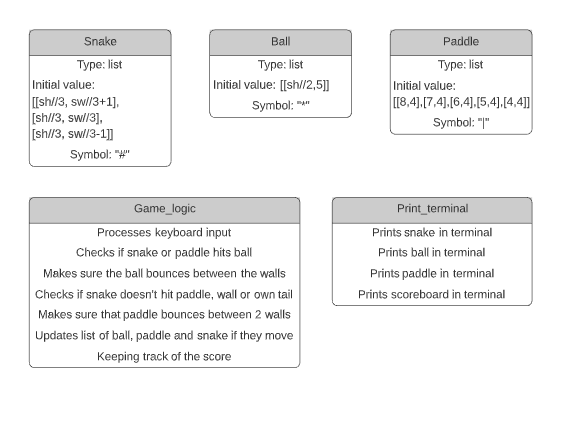 Snake
Type: list
Initial value:
[[sh//3, sw//3+1],
[sh//3, sw//3],
[sh//3, sw//3-1]]
Symbol: "#"
Ball
Type: list
Initial value: [[sh//2,5]]
Symbol: "*"
Paddle
Type: list
Initial value:
[[8,4],[7,4],[6,4],[5,4],[4,4]]
Symbol: "|"
Game_logic
Processes keyboard input
Checks if snake or paddle hits ball
Makes sure the ball bounces between the walls
Checks if snake doesn't hit paddle, wall or own tail
Makes sure that paddle bounces between 2 walls
Updates list of ball, paddle and snake if they move
Keeping track of the score
Print_terminal
Prints snake in terminal
Prints ball in terminal
Prints paddle in terminal
Prints scoreboard in terminal